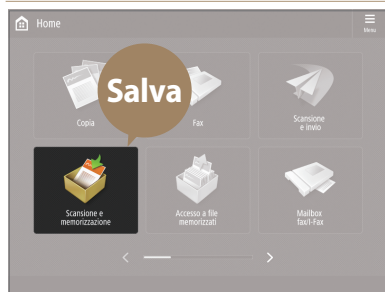 Home
Menu
Salva
Copia
Fax
Scansione
e invio
Scansione e
memorizzazione
Accesso a file
memorizzati
Mailbox
fax/I-Fax